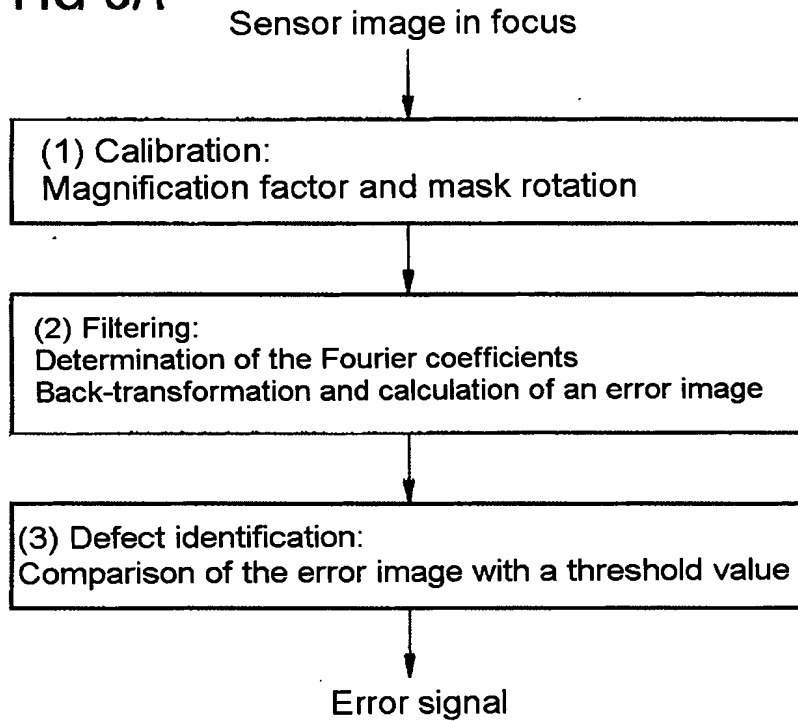 Sensor image in focus
(1) Calibration:
Magnification factor and mask rotation
(2) Filtering:
Determination of the Fourier coefficients
Back-transformation and calculation of an error image
(3) Defect identification:
Comparison of the error image with a threshold value
Error signal